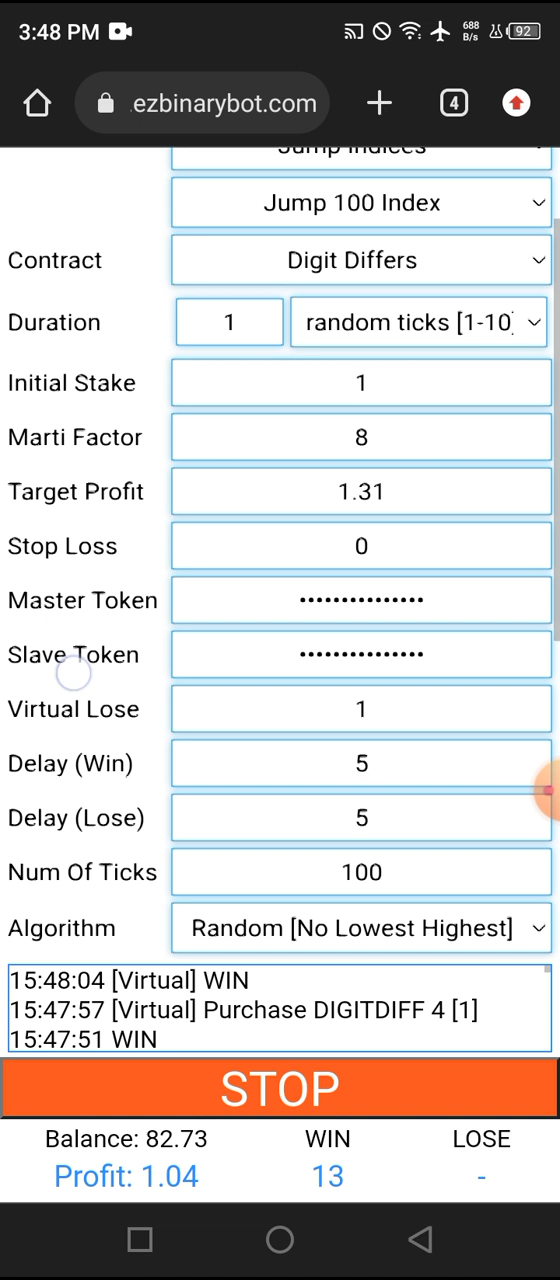 3:48 PM 688 B/s 92
.ezbinarybot.com 4
Jump Indices
Jump 100 Index
Contract Digit Differs
Duration 1 random ticks [1-10]
Initial Stake 1
Marti Factor 8
Target Profit 1.31
Stop Loss 0
Master Token •••••••••••••••
Slave Token •••••••••••••••
Virtual Lose 1
Delay (Win) 5
Delay (Lose) 5
Num Of Ticks 100
Algorithm Random [No Lowest Highest]
15:48:04 [Virtual] WIN
15:47:57 [Virtual] Purchase DIGITDIFF 4 [1]
15:47:51 WIN
STOP
Balance: 82.73 WIN LOSE
Profit: 1.04 13 -